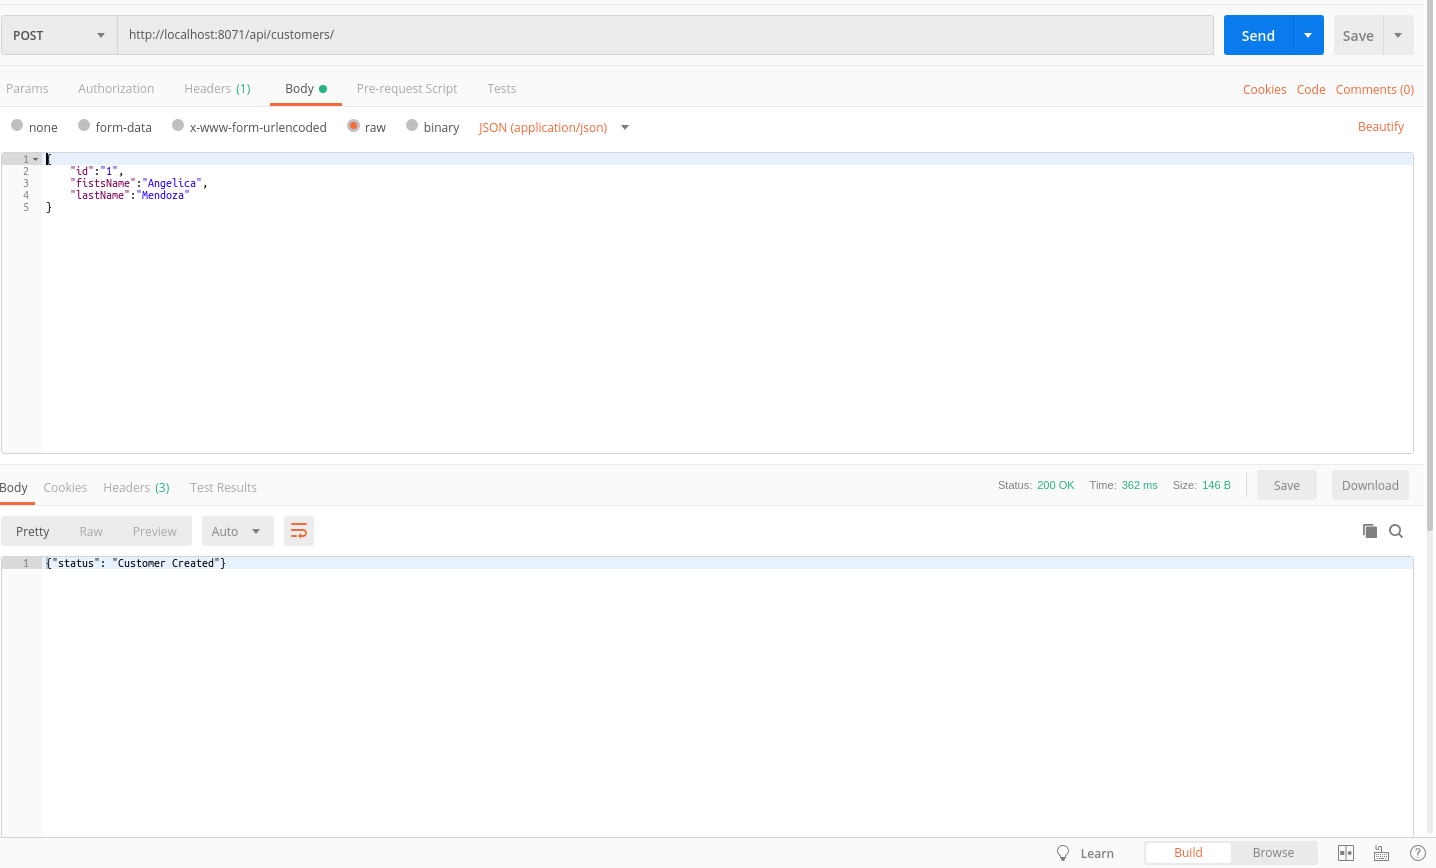 POST http://localhost:8071/api/customers/ Send Save
Params Authorization Headers (1) Body Pre-request Script Tests Cookies Code Comments (0)
none form-data x-www-form-urlencoded raw binary JSON (application/json) Beautify
1 {
2 "id":"1",
3 "fistsName":"Angelica",
4 "lastName":"Mendoza"
5 }
Body Cookies Headers (3) Test Results Status: 200 OK Time: 362 ms Size: 146 B Save Download
Pretty Raw Preview Auto
1 {"status": "Customer Created"}
Learn Build Browse